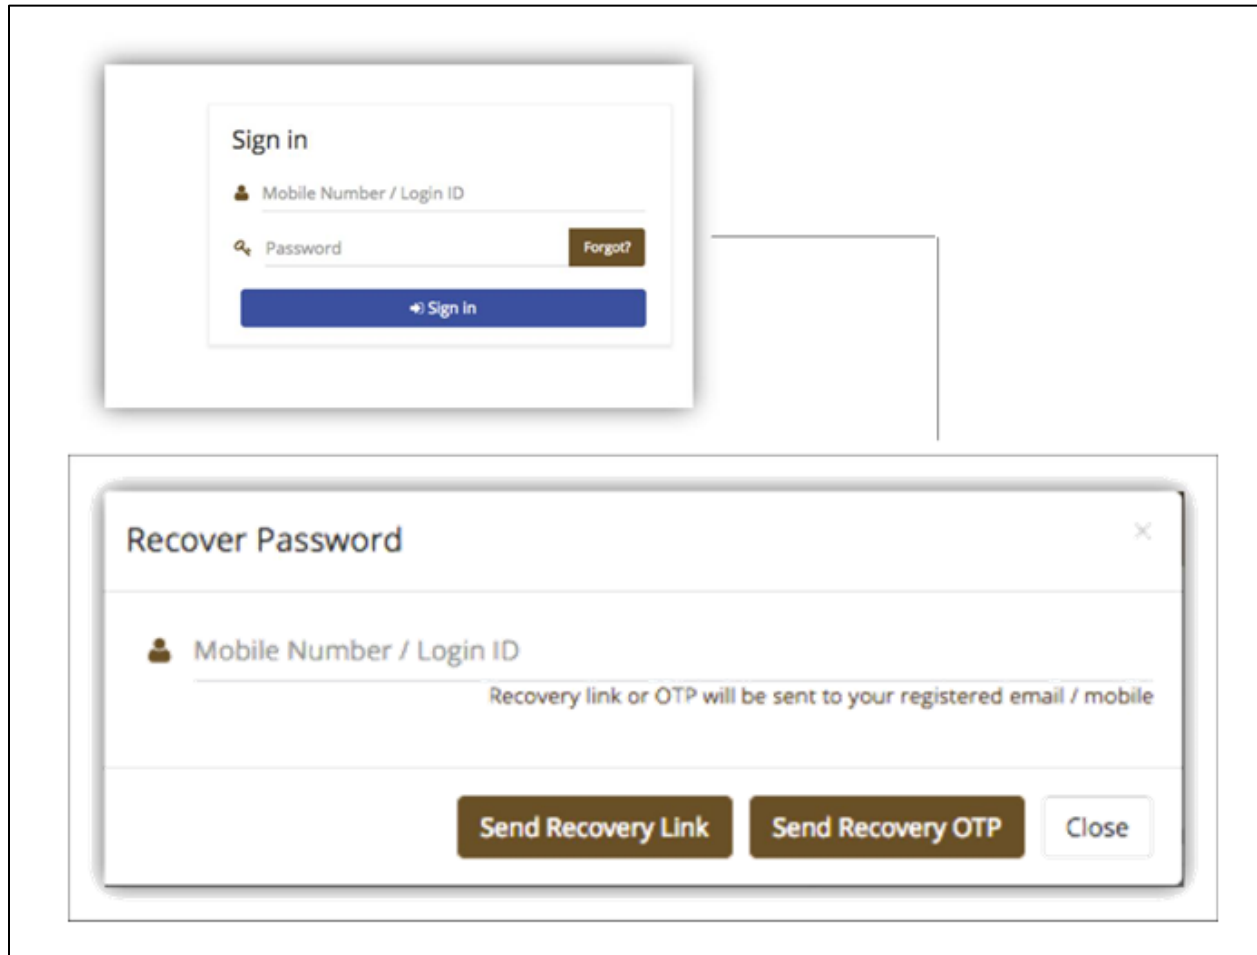 Sign in
Mobile Number / Login ID
Password
Forgot?
Sign in
Recover Password
×
Mobile Number / Login ID
Recovery link or OTP will be sent to your registered email / mobile
Send Recovery Link
Send Recovery OTP
Close